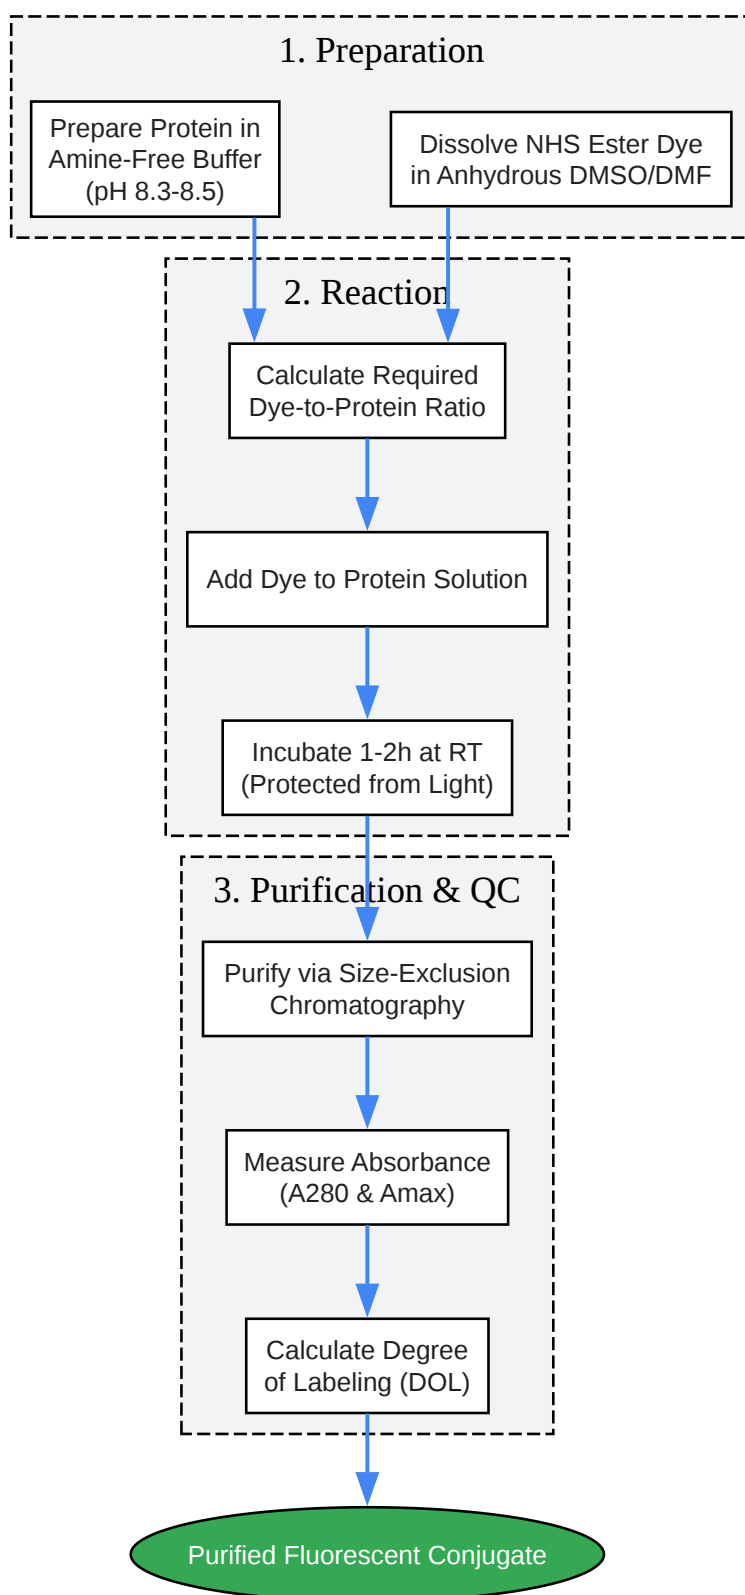 1. Preparation
Prepare Protein in
Amine-Free Buffer
(pH 8.3-8.5)
Dissolve NHS Ester Dye
in Anhydrous DMSO/DMF
2. Reaction
Calculate Required
Dye-to-Protein Ratio
Add Dye to Protein Solution
Incubate 1-2h at RT
(Protected from Light)
3. Purification & QC
Purify via Size-Exclusion
Chromatography
Measure Absorbance
(A280 & Amax)
Calculate Degree
of Labeling (DOL)
Purified Fluorescent Conjugate